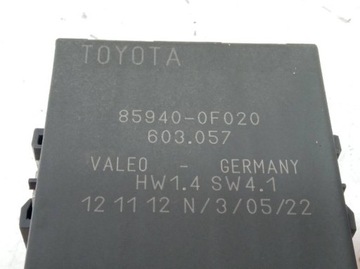 TOYOTA
85940-0F020
603.057
VALEO - GERMANY
HW1.4 SW4.1
12 11 12 N/3/05/22